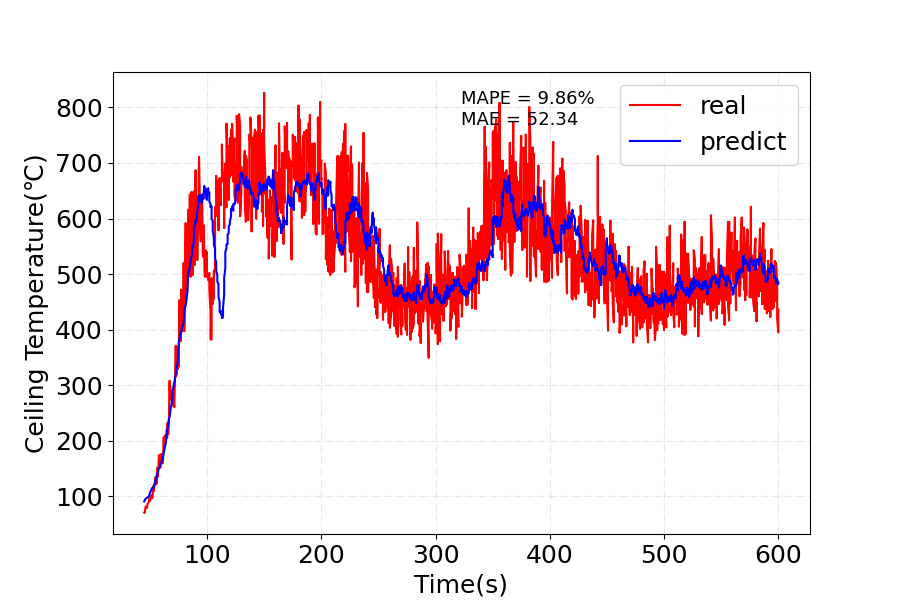 MAPE = 9.86%
MAE = 52.34
real
predict
800
700
600
500
400
300
200
100
Ceiling Temperature(℃)
100 200 300 400 500 600
Time(s)